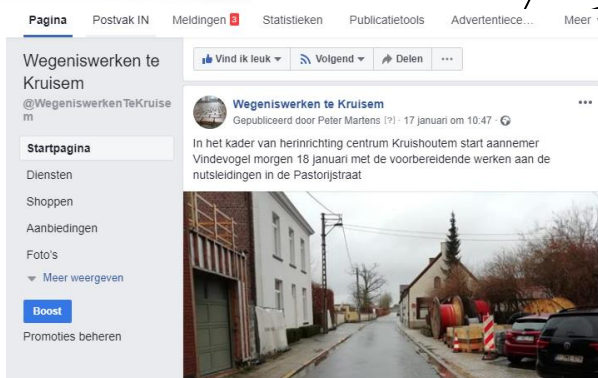 Pagina Postvak IN Meldingen 3 Statistieken Publicatietools Advertentiece... Meer
Wegeniswerken te
Kruisem
@WegeniswerkenTeKruise
m
Startpagina
Diensten
Shoppen
Aanbiedingen
Foto's
Meer weergeven
Boost
Promoties beheren
Vind ik leuk Volgend Delen ...
Wegeniswerken te Kruisem
Gepubliceerd door Peter Martens [?] · 17 januari om 10:47 ·
In het kader van herinrichting centrum Kruishoutem start aannemer
Vindevogel morgen 18 januari met de voorbereidende werken aan de
nutsleidingen in de Pastorijstraat